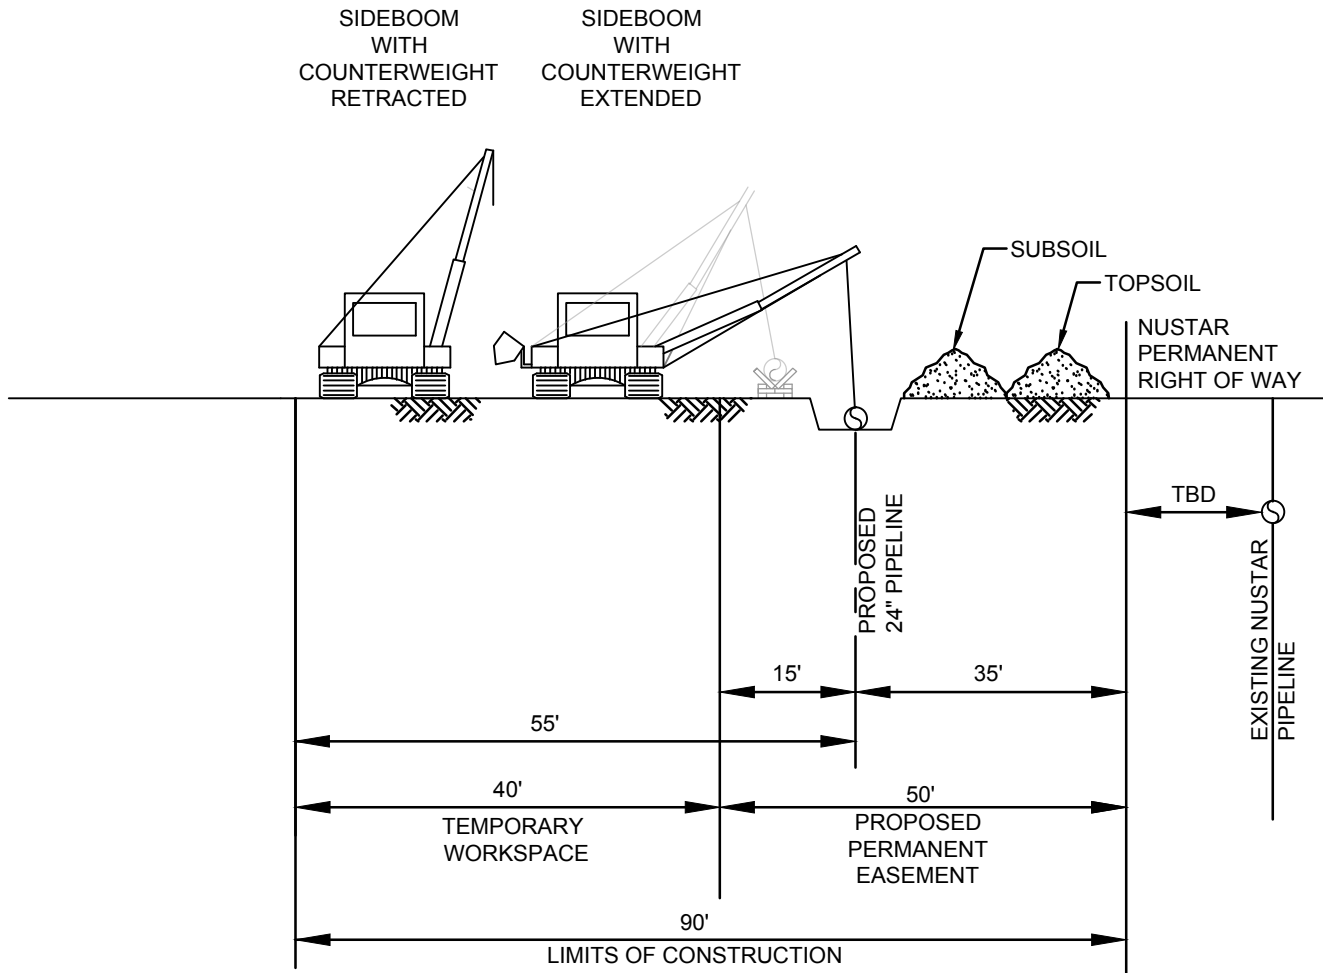 SIDEBOOM
WITH
COUNTERWEIGHT
RETRACTED
SIDEBOOM
WITH
COUNTERWEIGHT
EXTENDED
SUBSOIL
TOPSOIL
NUSTAR
PERMANENT
RIGHT OF WAY
TBD
PROPOSED
24" PIPELINE
EXISTING NUSTAR
PIPELINE
15'
35'
55'
40'
TEMPORARY
WORKSPACE
50'
PROPOSED
PERMANENT
EASEMENT
90'
LIMITS OF CONSTRUCTION